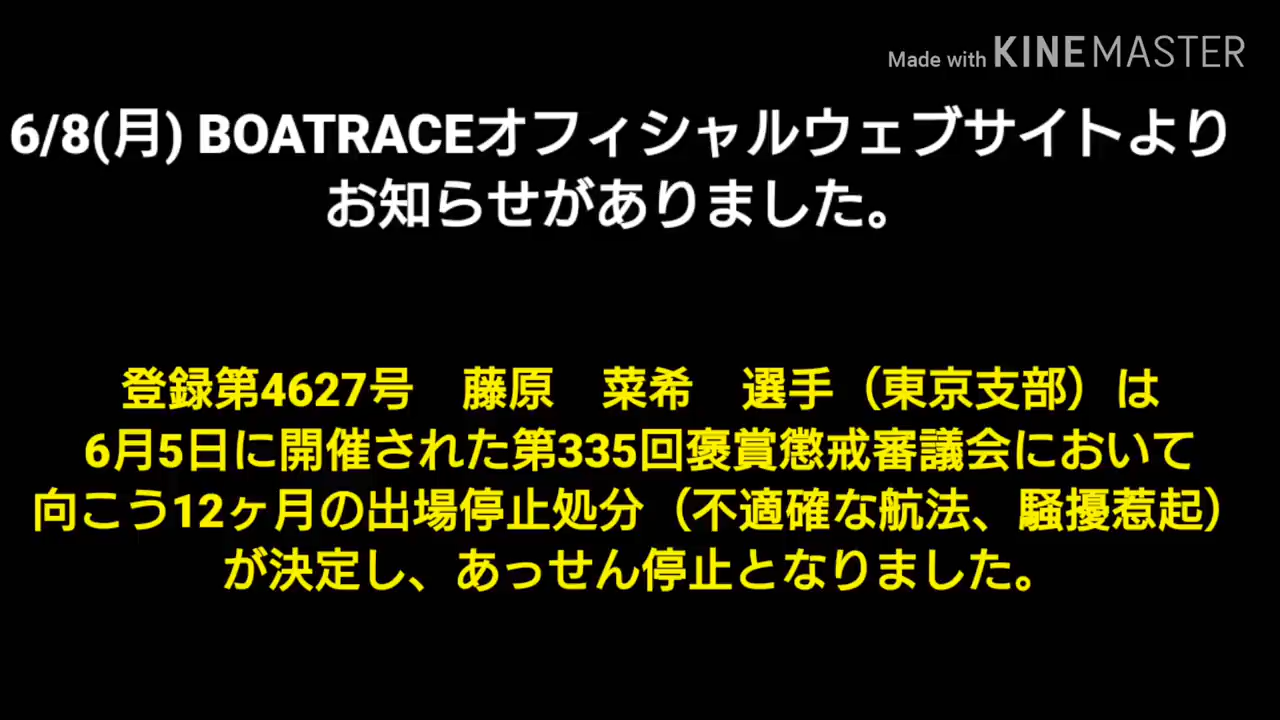 Made with KINEMASTER
6/8(月) BOATRACEオフィシャルウェブサイトより
お知らせがありました。
登録第4627号　藤原　菜希　選手（東京支部）は
6月5日に開催された第335回褒賞懲戒審議会において
向こう12ヶ月の出場停止処分（不適確な航法、騒擾惹起）
が決定し、あっせん停止となりました。